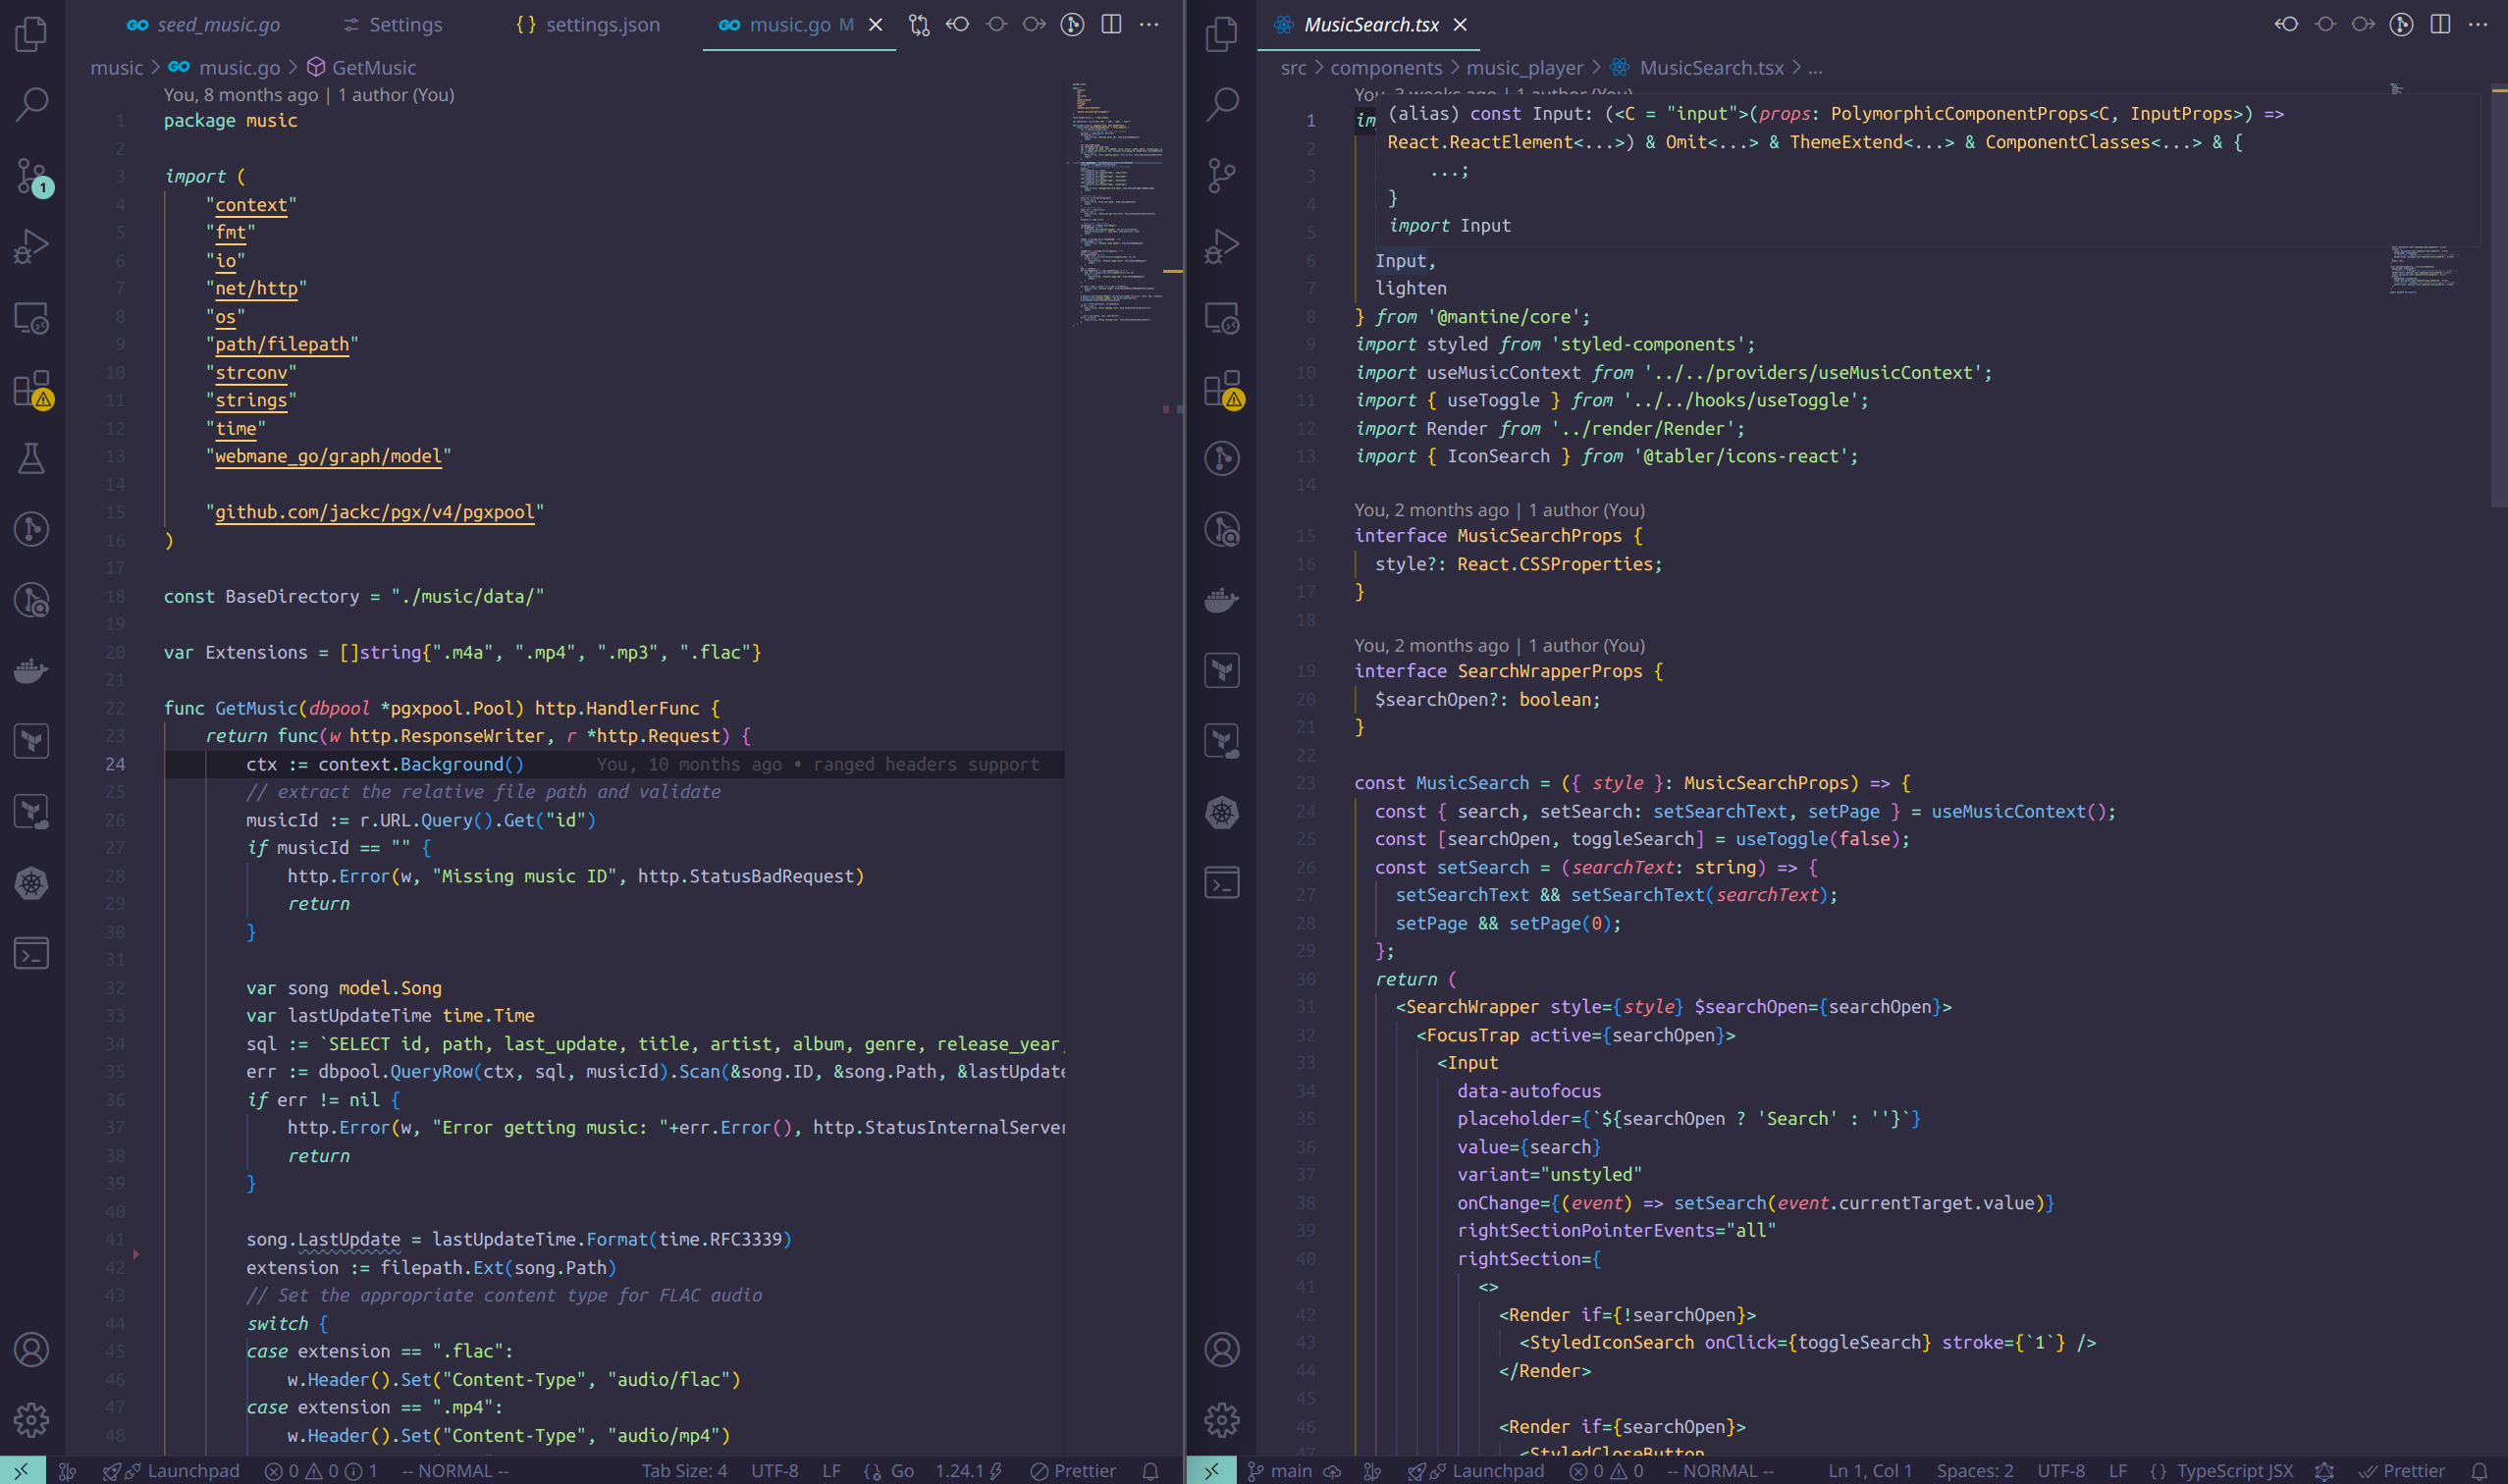 seed_music.go
Settings
settings.json
music.go M
music > music.go > GetMusic
You, 8 months ago | 1 author (You)
1 package music
2
3 import (
4 "context"
5 "fmt"
6 "io"
7 "net/http"
8 "os"
9 "path/filepath"
10 "strconv"
11 "strings"
12 "time"
13 "webmane_go/graph/model"
14
15 "github.com/jackc/pgx/v4/pgxpool"
16 )
17
18 const BaseDirectory = "./music/data/"
19
20 var Extensions = []string{".m4a", ".mp4", ".mp3", ".flac"}
21
22 func GetMusic(dbpool *pgxpool.Pool) http.HandlerFunc {
23 return func(w http.ResponseWriter, r *http.Request) {
24 ctx := context.Background() You, 10 months ago • ranged headers support
25 // extract the relative file path and validate
26 musicId := r.URL.Query().Get("id")
27 if musicId == "" {
28 http.Error(w, "Missing music ID", http.StatusBadRequest)
29 return
30 }
31
32 var song model.Song
33 var lastUpdateTime time.Time
34 sql := `SELECT id, path, last_update, title, artist, album, genre, release_year,
35 err := dbpool.QueryRow(ctx, sql, musicId).Scan(&song.ID, &song.Path, &lastUpdate
36 if err != nil {
37 http.Error(w, "Error getting music: "+err.Error(), http.StatusInternalServer
38 return
39 }
40
41 song.LastUpdate = lastUpdateTime.Format(time.RFC3339)
42 extension := filepath.Ext(song.Path)
43 // Set the appropriate content type for FLAC audio
44 switch {
45 case extension == ".flac":
46 w.Header().Set("Content-Type", "audio/flac")
47 case extension == ".mp4":
48 w.Header().Set("Content-Type", "audio/mp4")
1
Launchpad 0 0 1 -- NORMAL -- Tab Size: 4 UTF-8 LF {} Go 1.24.1 Prettier
MusicSearch.tsx
src > components > music_player > MusicSearch.tsx > ...
You, 3 weeks ago | 1 author (You)
1 im
(alias) const Input: (<C = "input">(props: PolymorphicComponentProps<C, InputProps>) =>
2 React.ReactElement<...>) & Omit<...> & ThemeExtend<...> & ComponentClasses<...> & {
3 ...;
4 }
5 import Input
6 Input,
7 lighten
8 } from '@mantine/core';
9 import styled from 'styled-components';
10 import useMusicContext from '../../providers/useMusicContext';
11 import { useToggle } from '../../hooks/useToggle';
12 import Render from '../render/Render';
13 import { IconSearch } from '@tabler/icons-react';
14
You, 2 months ago | 1 author (You)
15 interface MusicSearchProps {
16 style?: React.CSSProperties;
17 }
18
You, 2 months ago | 1 author (You)
19 interface SearchWrapperProps {
20 $searchOpen?: boolean;
21 }
22
23 const MusicSearch = ({ style }: MusicSearchProps) => {
24 const { search, setSearch: setSearchText, setPage } = useMusicContext();
25 const [searchOpen, toggleSearch] = useToggle(false);
26 const setSearch = (searchText: string) => {
27 setSearchText && setSearchText(searchText);
28 setPage && setPage(0);
29 };
30 return (
31 <SearchWrapper style={style} $searchOpen={searchOpen}>
32 <FocusTrap active={searchOpen}>
33 <Input
34 data-autofocus
35 placeholder={`${searchOpen ? 'Search' : ''}`}
36 value={search}
37 variant="unstyled"
38 onChange={(event) => setSearch(event.currentTarget.value)}
39 rightSectionPointerEvents="all"
40 rightSection={
41 <>
42 <Render if={!searchOpen}>
43 <StyledIconSearch onClick={toggleSearch} stroke={`1`} />
44 </Render>
45
46 <Render if={searchOpen}>
47 <StyledCloseButton
main Launchpad 0 0 -- NORMAL -- Ln 1, Col 1 Spaces: 2 UTF-8 LF {} TypeScript JSX Prettier